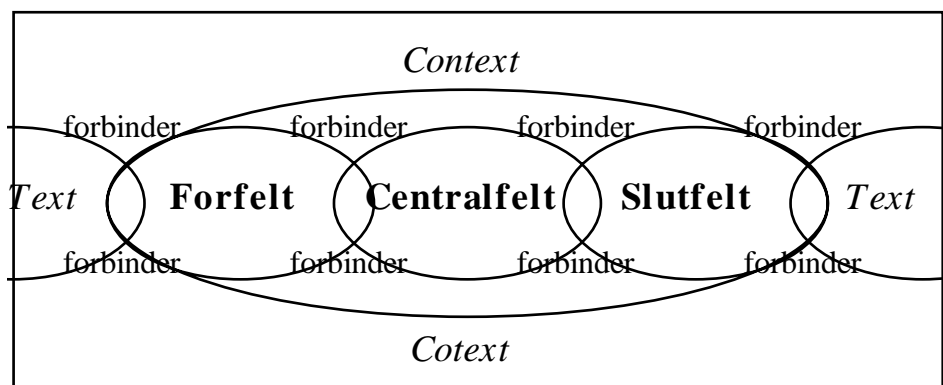 Context
forbinder forbinder forbinder forbinder
Text Forfelt Centralfelt Slutfelt Text
forbinder forbinder forbinder forbinder
Cotext